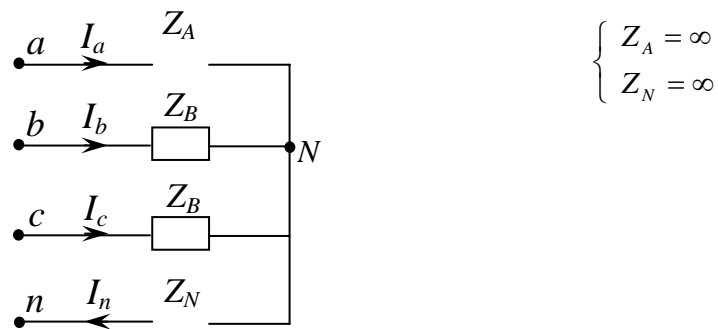 a I_a Z_A
b I_b Z_B
N
c I_c Z_B
n I_n Z_N
Z_A = ∞
Z_N = ∞